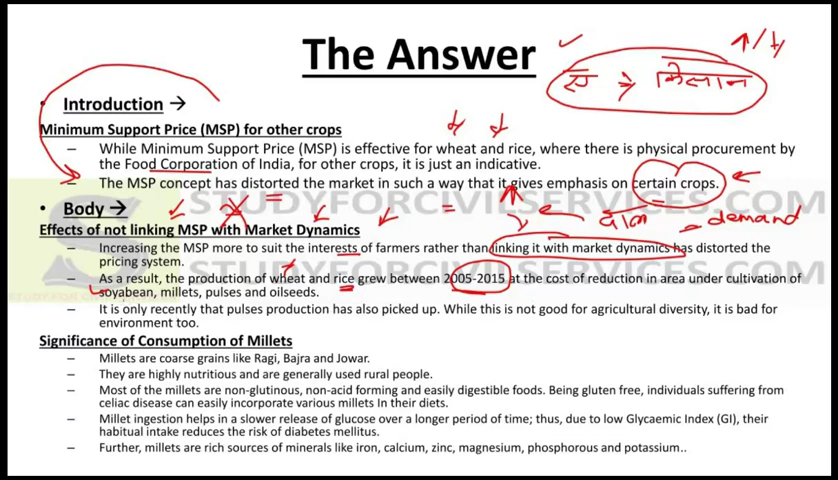 The Answer
किसान
• Introduction →
Minimum Support Price (MSP) for other crops
– While Minimum Support Price (MSP) is effective for wheat and rice, where there is physical procurement by
the Food Corporation of India, for other crops, it is just an indicative.
– The MSP concept has distorted the market in such a way that it gives emphasis on certain crops.
STUDYFORCIVILSERVICES.COM
• Body →
demand
Effects of not linking MSP with Market Dynamics
– Increasing the MSP more to suit the interests of farmers rather than linking it with market dynamics has distorted the
pricing system.
STUDYFORCIVILSERVICES.COM
– As a result, the production of wheat and rice grew between 2005-2015 at the cost of reduction in area under cultivation of
soyabean, millets, pulses and oilseeds.
– It is only recently that pulses production has also picked up. While this is not good for agricultural diversity, it is bad for
environment too.
Significance of Consumption of Millets
– Millets are coarse grains like Ragi, Bajra and Jowar.
– They are highly nutritious and are generally used rural people.
– Most of the millets are non-glutinous, non-acid forming and easily digestible foods. Being gluten free, individuals suffering from
celiac disease can easily incorporate various millets In their diets.
– Millet ingestion helps in a slower release of glucose over a longer period of time; thus, due to low Glycaemic Index (GI), their
habitual intake reduces the risk of diabetes mellitus.
– Further, millets are rich sources of minerals like iron, calcium, zinc, magnesium, phosphorous and potassium..